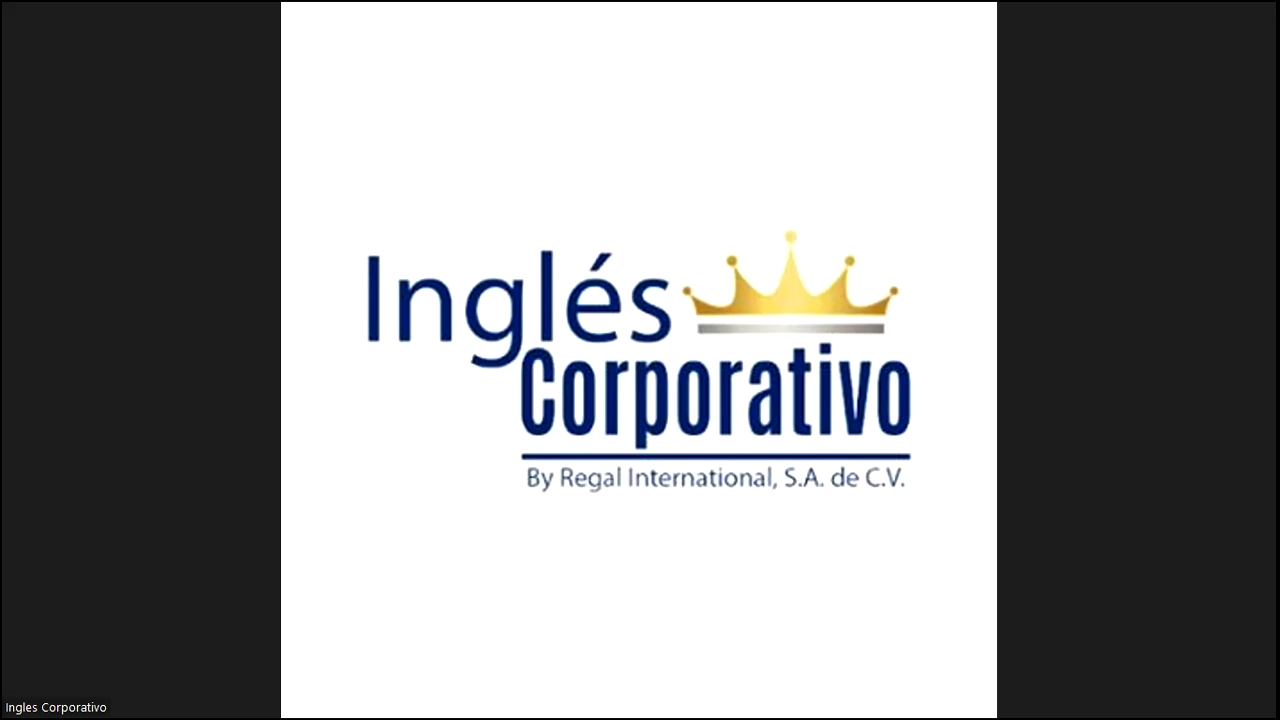 Inglés
Corporativo
By Regal International, S.A. de C.V.
Ingles Corporativo